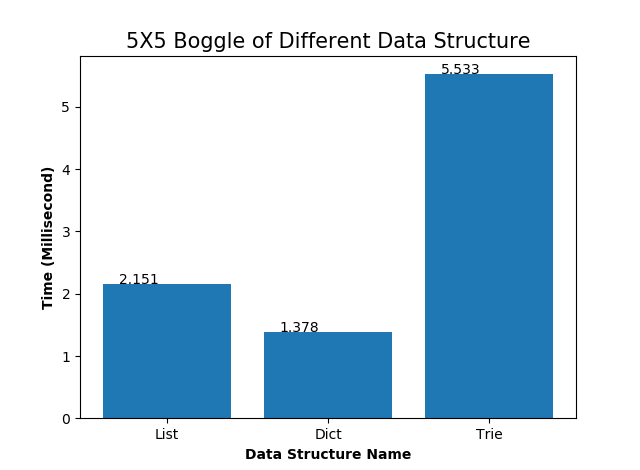 5X5 Boggle of Different Data Structure
5.533
5
4
3
2.151
2
1.378
1
0
List Dict Trie
Time (Millisecond)
Data Structure Name